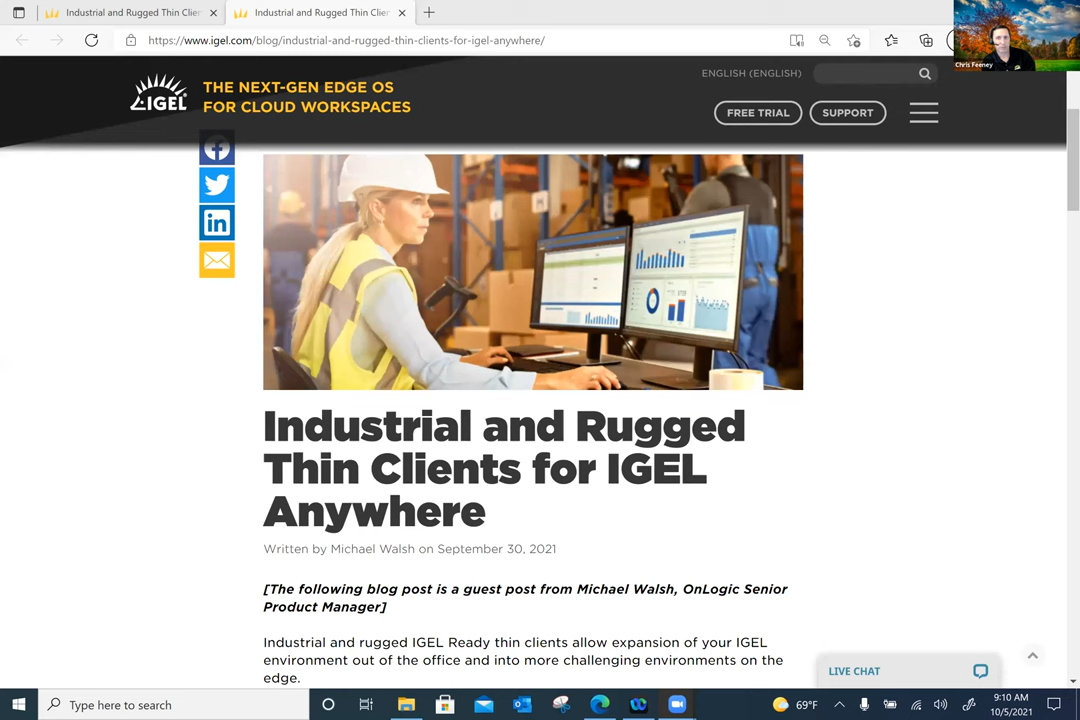 Industrial and Rugged Thin Clien
Industrial and Rugged Thin Clier
https://www.igel.com/blog/industrial-and-rugged-thin-clients-for-igel-anywhere/
Chris Feeney
IGEL
THE NEXT-GEN EDGE OS
FOR CLOUD WORKSPACES
ENGLISH (ENGLISH)
FREE TRIAL
SUPPORT
Industrial and Rugged
Thin Clients for IGEL
Anywhere
Written by Michael Walsh on September 30, 2021
[The following blog post is a guest post from Michael Walsh, OnLogic Senior
Product Manager]
Industrial and rugged IGEL Ready thin clients allow expansion of your IGEL
environment out of the office and into more challenging environments on the
edge.
LIVE CHAT
Type here to search
69°F
9:10 AM
10/5/2021